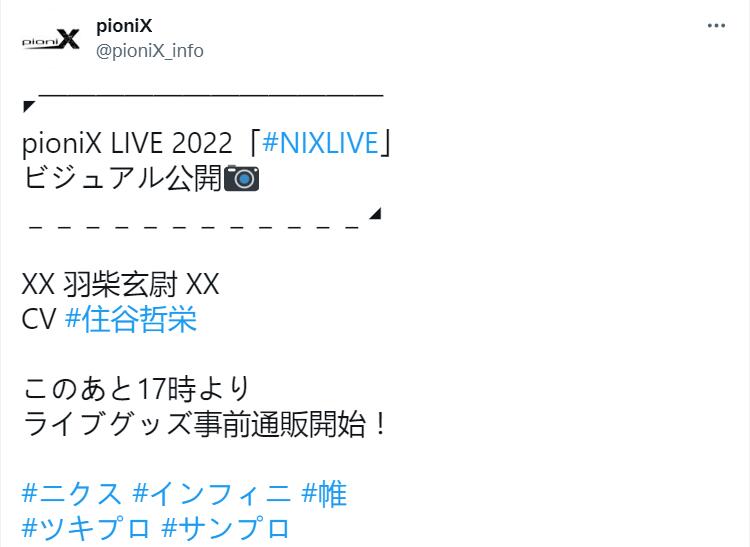 pioniX
pioniX
@pioniX_info
◤￣￣￣￣￣￣￣￣￣￣￣￣
pioniX LIVE 2022「#NIXLIVE」
ビジュアル公開📷
＿＿＿＿＿＿＿＿＿＿＿＿◢
XX 羽柴玄尉 XX
CV #住谷哲栄
このあと17時より
ライブグッズ事前通販開始！
#ニクス #インフィニ #帷
#ツキプロ #サンプロ